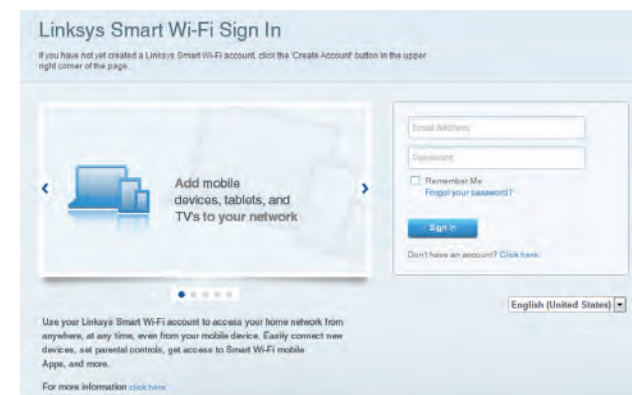 Linksys Smart Wi-Fi Sign In
If you have not yet created a Linksys Smart Wi-Fi account, click the 'Create Account' button in the upper
right corner of the page.
Add mobile
devices, tablets, and
TV's to your network
Email Address
Password
Remember Me
Forgot your password?
Sign in
Don't have an account? Click here.
English (United States)
Use your Linksys Smart Wi-Fi account to access your home network from
anywhere, at any time, even from your mobile device. Easily connect new
devices, set parental controls, get access to Smart Wi-Fi mobile
Apps, and more.
For more information click here